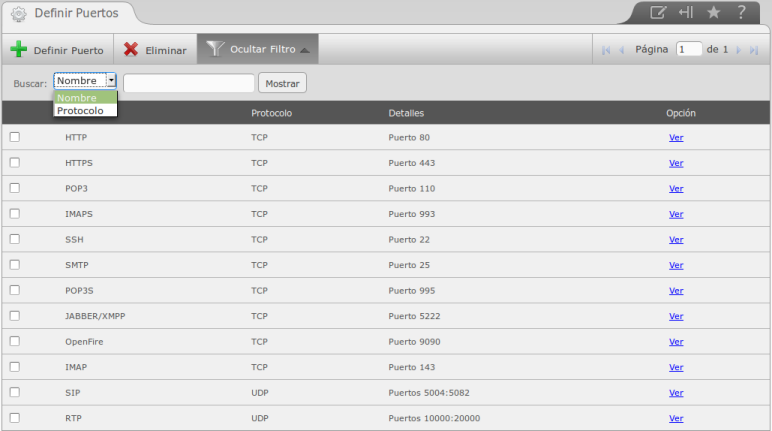 Definir Puertos
?
Definir Puerto Eliminar Ocultar Filtro Página 1 de 1
Buscar: Nombre Mostrar
Nombre
Protocolo
Protocolo Detalles Opción
HTTP TCP Puerto 80 Ver
HTTPS TCP Puerto 443 Ver
POP3 TCP Puerto 110 Ver
IMAPS TCP Puerto 993 Ver
SSH TCP Puerto 22 Ver
SMTP TCP Puerto 25 Ver
POP3S TCP Puerto 995 Ver
JABBER/XMPP TCP Puerto 5222 Ver
OpenFire TCP Puerto 9090 Ver
IMAP TCP Puerto 143 Ver
SIP UDP Puertos 5004:5082 Ver
RTP UDP Puertos 10000:20000 Ver